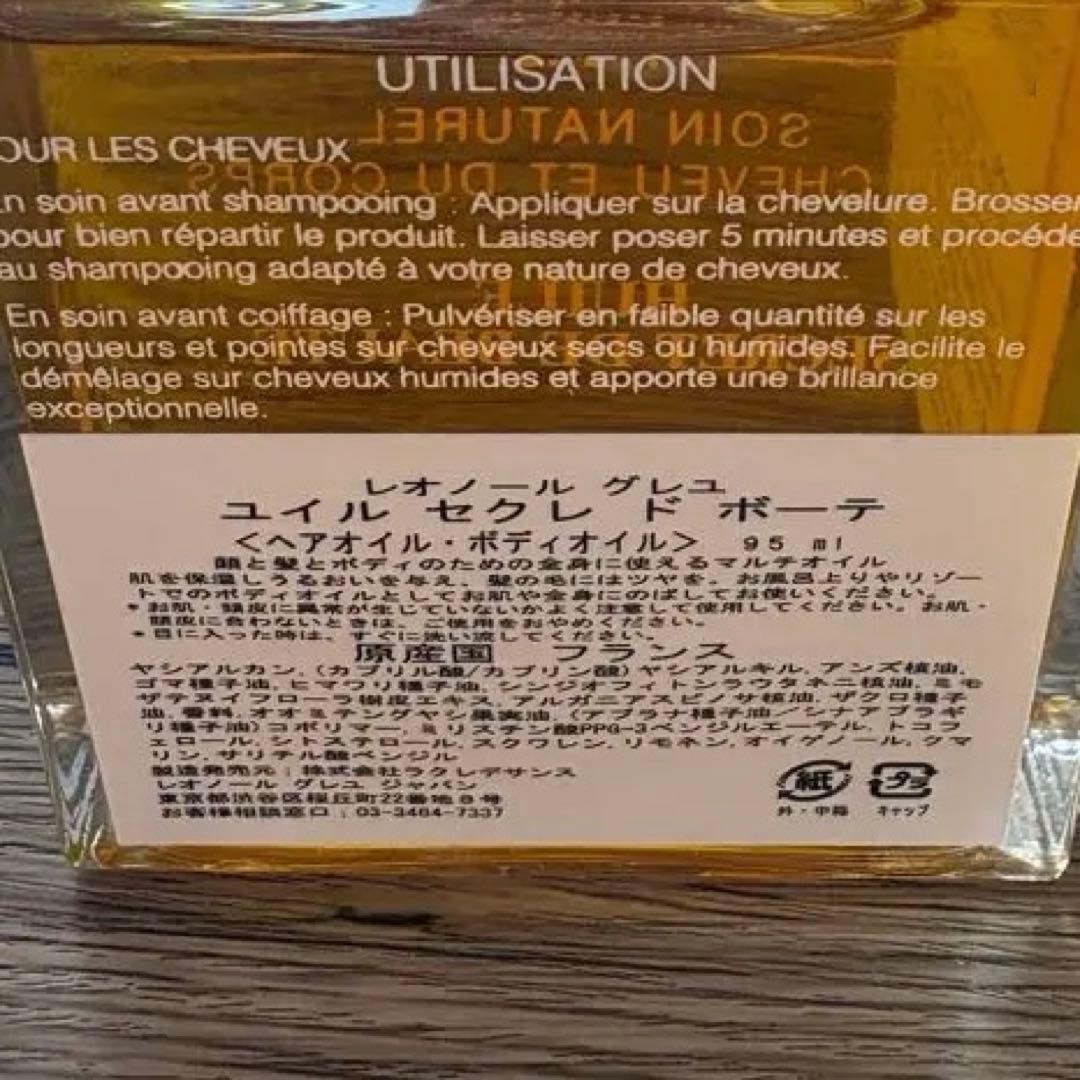 UTILISATION
SOIN NATUREL
OUR LES CHEVEUX
CHEVEU ET DU CORPS
n soin avant shampooing : Appliquer sur la chevelure. Brosser
pour bien répartir le produit. Laisser poser 5 minutes et procéde
au shampooing adapté à votre nature de cheveux.
HUILE
En soin avant coiffage : Pulvériser en faible quantité sur les
longueurs et pointes sur cheveux secs ou humides. Facilite le
démêlage sur cheveux humides et apporte une brillance
exceptionnelle.
レオノール グレユ
ユイル セクレ ド ボーテ
<ヘアオイル・ボディオイル> 95 ml
顔と髪とボディのための全身に使えるマルチオイル
肌を保湿しうるおいを与え、髪の毛にはツヤを。お風呂上りやリゾー
トでのボディオイルとしてお肌や全身にのばしてお使いください。
*お肌・頭皮に異常が生じていないかよく注意して使用してください。お肌・
頭皮に合わないときは、ご使用をおやめください。
*目に入った時は、すぐに洗い流してください。
原産国 フランス
ヤシアルカン, (カプリル酸/カプリン酸) ヤシアルキル, アンズ核油,
ゴマ種子油, ヒマワリ種子油, シンジオフィトンラウタネニ核油, ミモ
ザテヌイフローラ樹皮エキス, アルガニアスピノサ核油, ザクロ種子
油, 香料, オオミテングヤシ果実油, (アブラナ種子油/シナアブラギ
リ種子油) コポリマー, ミリスチン酸PPG-3ベンジルエーテル, トコフ
ェロール, シトステロール, スクワレン, リモネン, オイゲノール, クマ
リン, サリチル酸ベンジル
製造発売元:株式会社ラクレデサンス
レオノール グレユ ジャパン
東京都渋谷区桜丘町22番地8号
お客様相談窓口:03-3464-7337
紙 プラ
外・中箱 キャップ